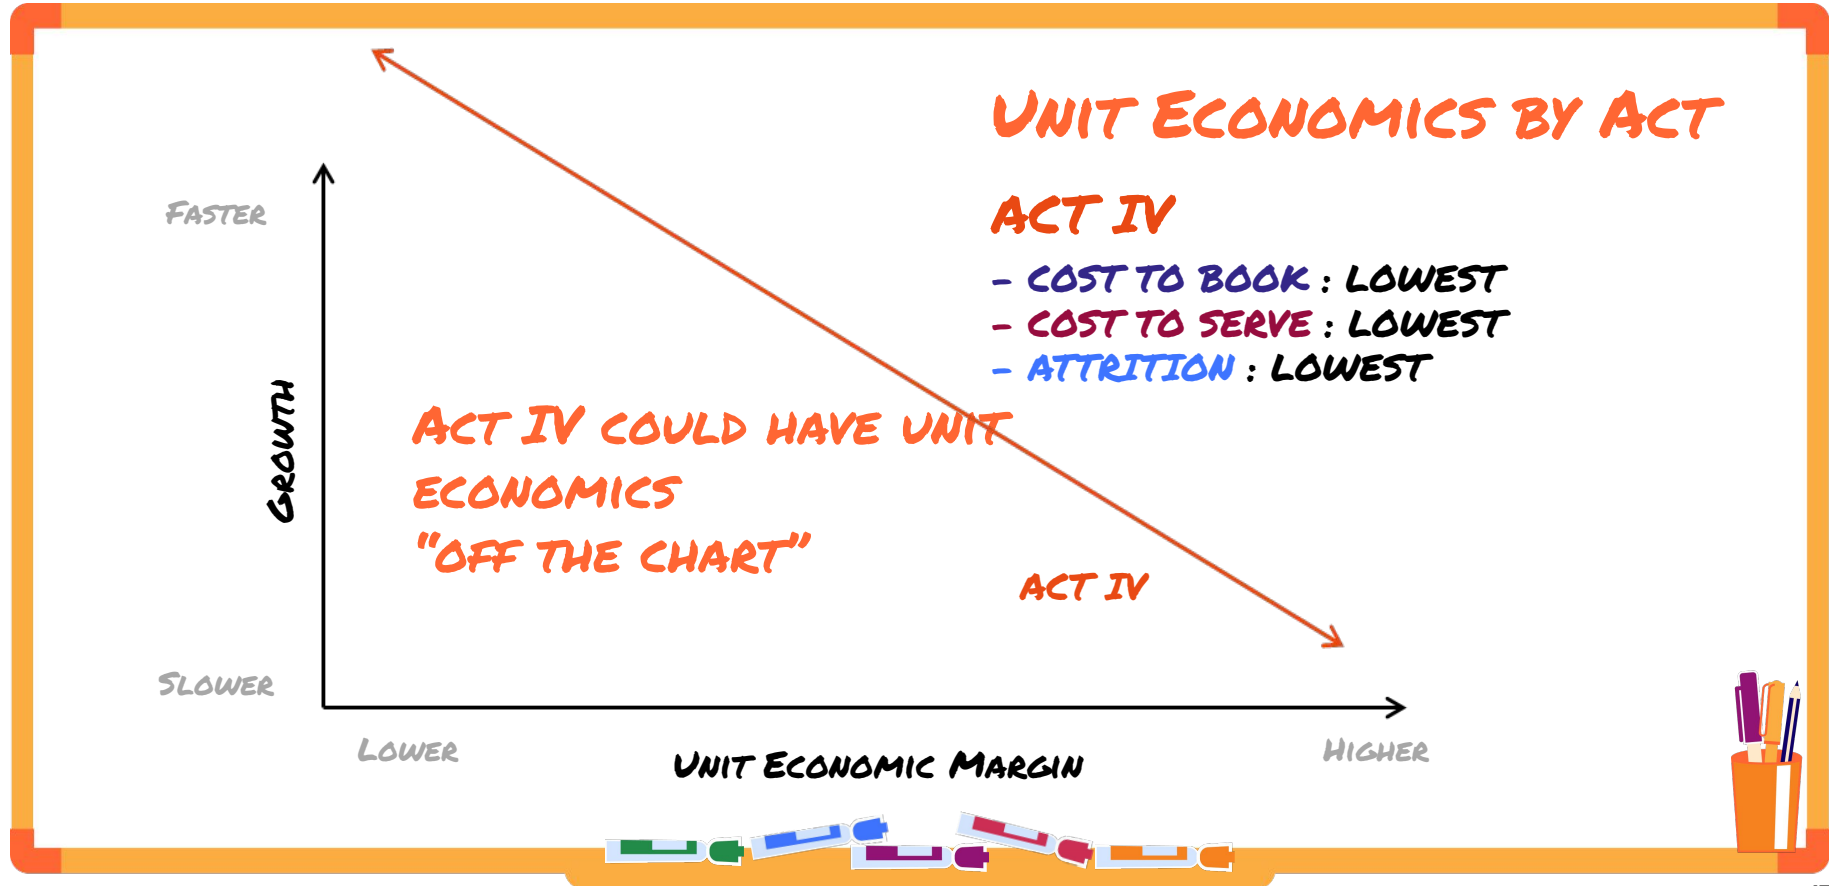 Unit Economics by Act
ACT IV
- COST TO BOOK : LOWEST
- COST TO SERVE : LOWEST
- ATTRITION : LOWEST
Faster
Growth
Slower
Act IV could have unit
economics
“off the chart”
ACT IV
Lower
Unit Economic Margin
Higher